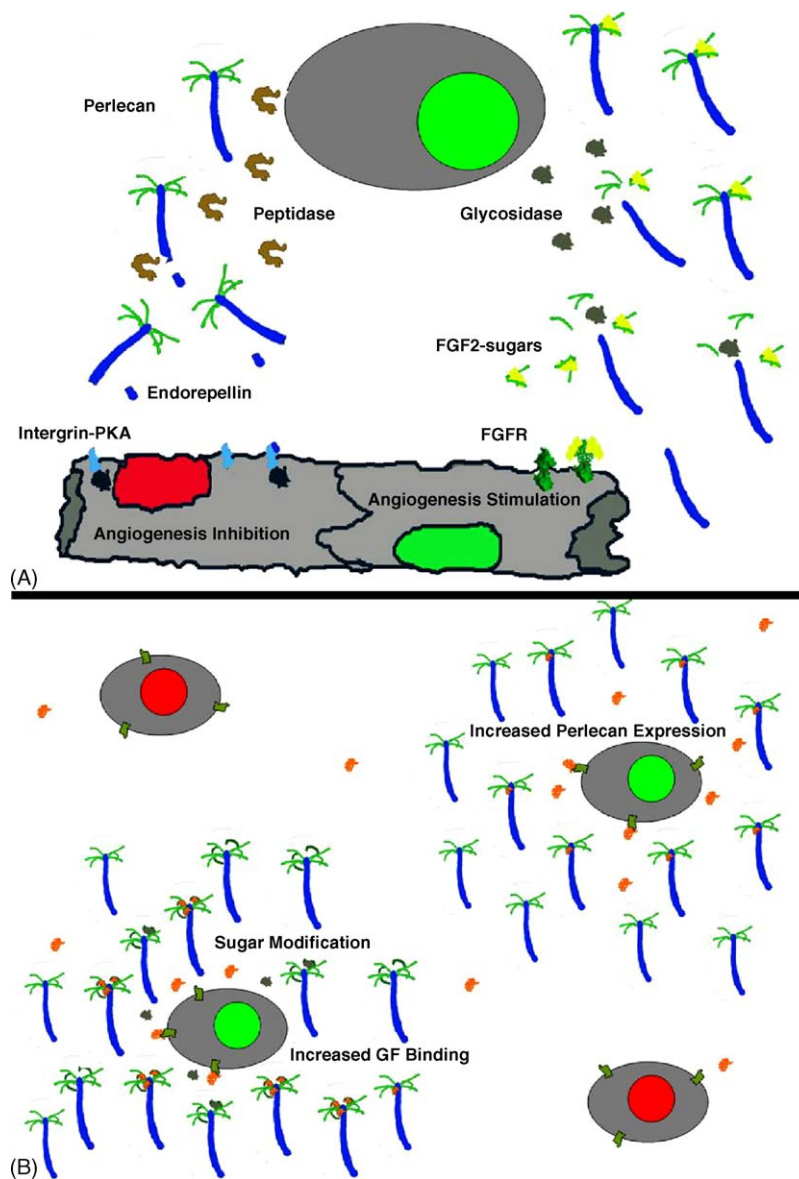 Perlecan
Peptidase
Glycosidase
FGF2-sugars
Endorepellin
Intergrin-PKA
FGFR
Angiogenesis Stimulation
Angiogenesis Inhibition
(A)
Increased Perlecan Expression
Sugar Modification
Increased GF Binding
(B)